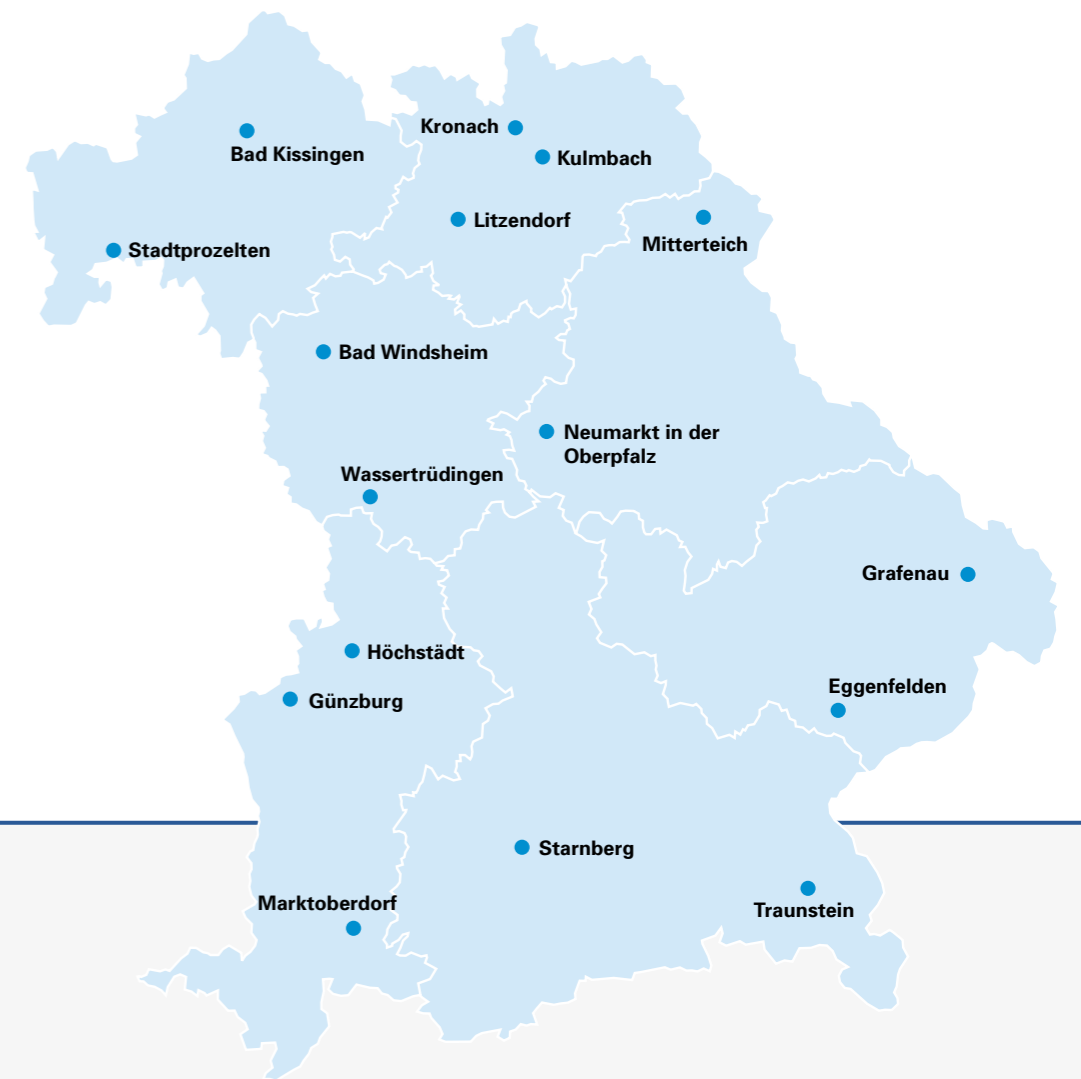 Kronach
Bad Kissingen
Kulmbach
Litzendorf
Mitterteich
Stadtprozelten
Bad Windsheim
Neumarkt in der
Oberpfalz
Wassertrüdingen
Grafenau
Höchstädt
Eggenfelden
Günzburg
Starnberg
Marktoberdorf
Traunstein